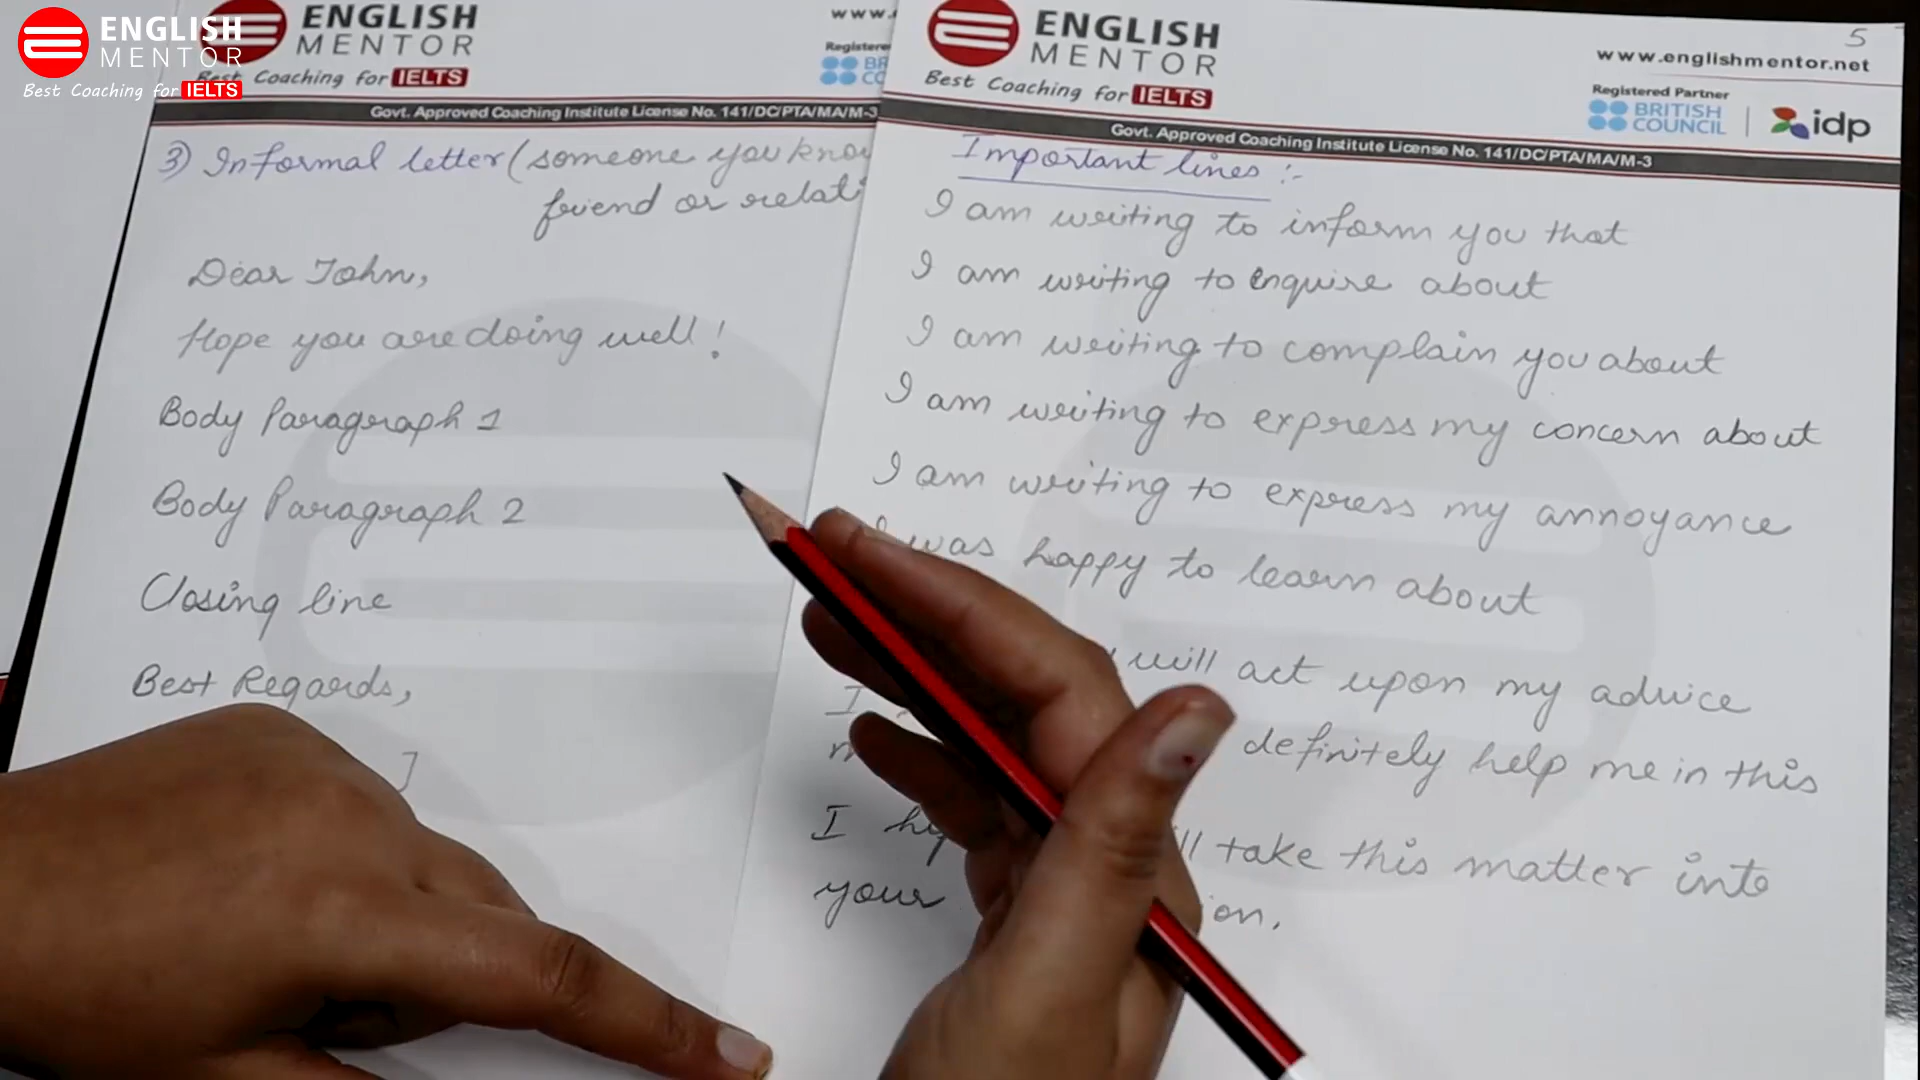 ENGLISH
MENTOR
Best Coaching for IELTS
ENGLISH
MENTOR
Best Coaching for IELTS
www.
Registere
BR
CO
Govt. Approved Coaching Institute License No. 141/DC/PTA/MA/M-3
3) Informal letter (someone you know
friend or relati
Dear John,
Hope you are doing well!
Body Paragraph 1
Body Paragraph 2
Closing line
Best Regards,
]
ENGLISH
MENTOR
Best Coaching for IELTS
5
www.englishmentor.net
Registered Partner
BRITISH
COUNCIL
idp
Govt. Approved Coaching Institute License No. 141/DC/PTA/MA/M-3
Important lines :-
I am writing to inform you that
I am writing to enquire about
I am writing to complain you about
I am writing to express my concern about
I am writing to express my annoyance
I was happy to learn about
I will act upon my advice
definitely help me in this
I take this matter into
your